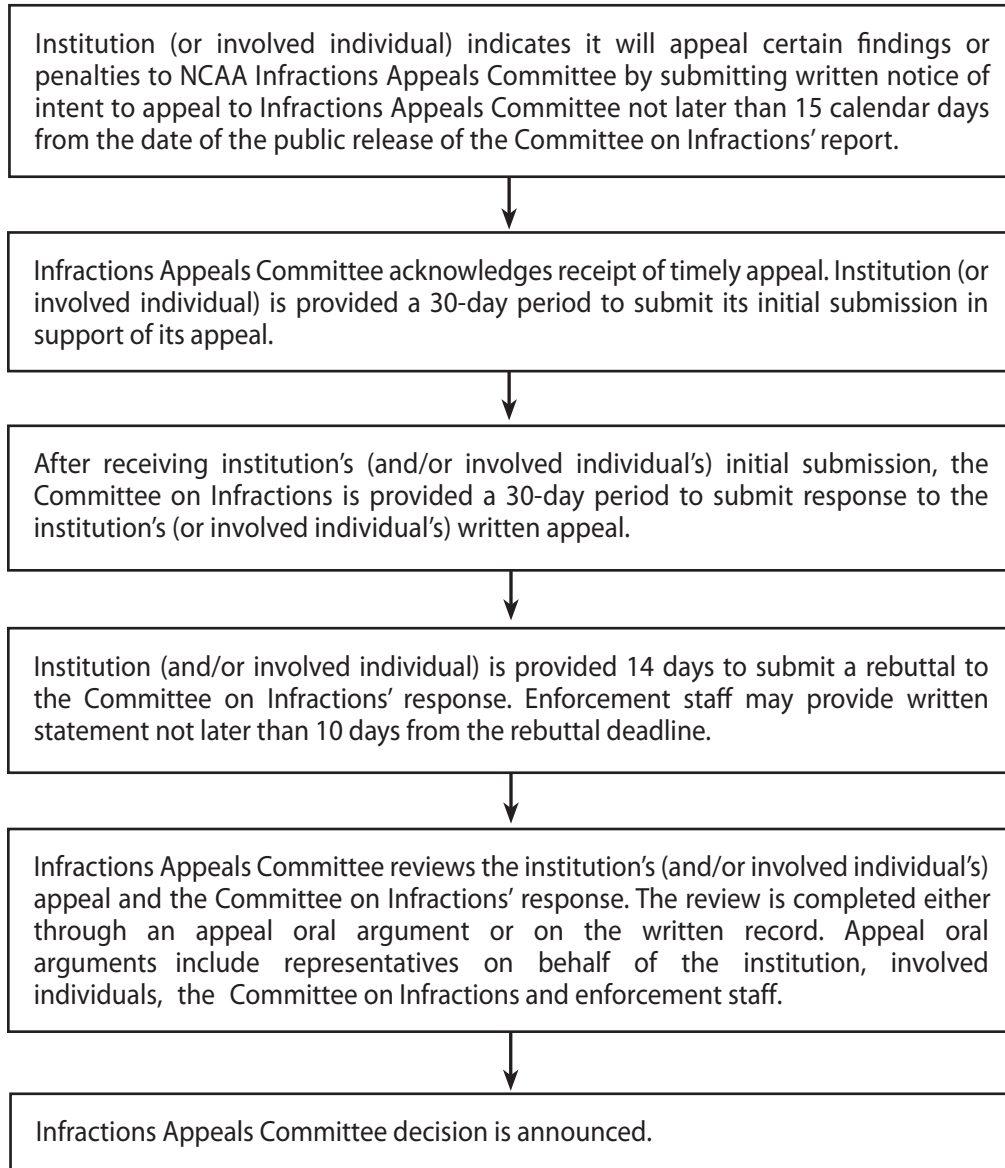 Institution (or involved individual) indicates it will appeal certain findings or
penalties to NCAA Infractions Appeals Committee by submitting written notice of
intent to appeal to Infractions Appeals Committee not later than 15 calendar days
from the date of the public release of the Committee on Infractions’ report.
Infractions Appeals Committee acknowledges receipt of timely appeal. Institution (or
involved individual) is provided a 30-day period to submit its initial submission in
support of its appeal.
After receiving institution’s (and/or involved individual’s) initial submission, the
Committee on Infractions is provided a 30-day period to submit response to the
institution’s (or involved individual’s) written appeal.
Institution (and/or involved individual) is provided 14 days to submit a rebuttal to
the Committee on Infractions’ response. Enforcement staff may provide written
statement not later than 10 days from the rebuttal deadline.
Infractions Appeals Committee reviews the institution’s (and/or involved individual’s)
appeal and the Committee on Infractions’ response. The review is completed either
through an appeal oral argument or on the written record. Appeal oral
arguments include representatives on behalf of the institution, involved
individuals, the Committee on Infractions and enforcement staff.
Infractions Appeals Committee decision is announced.